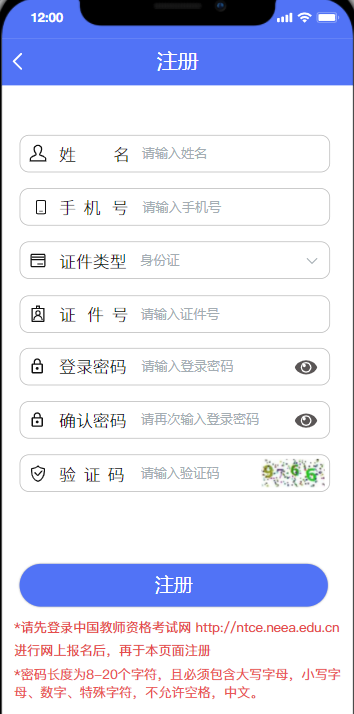 12:00
注册
姓 名 请输入姓名
手 机 号 请输入手机号
证件类型 身份证
证 件 号 请输入证件号
登录密码 请输入登录密码
确认密码 请再次输入登录密码
验 证 码 请输入验证码
注册
*请先登录中国教师资格考试网 http://ntce.neea.edu.cn
进行网上报名后，再于本页面注册
*密码长度为8-20个字符，且必须包含大写字母，小写字
母、数字、特殊字符，不允许空格，中文。